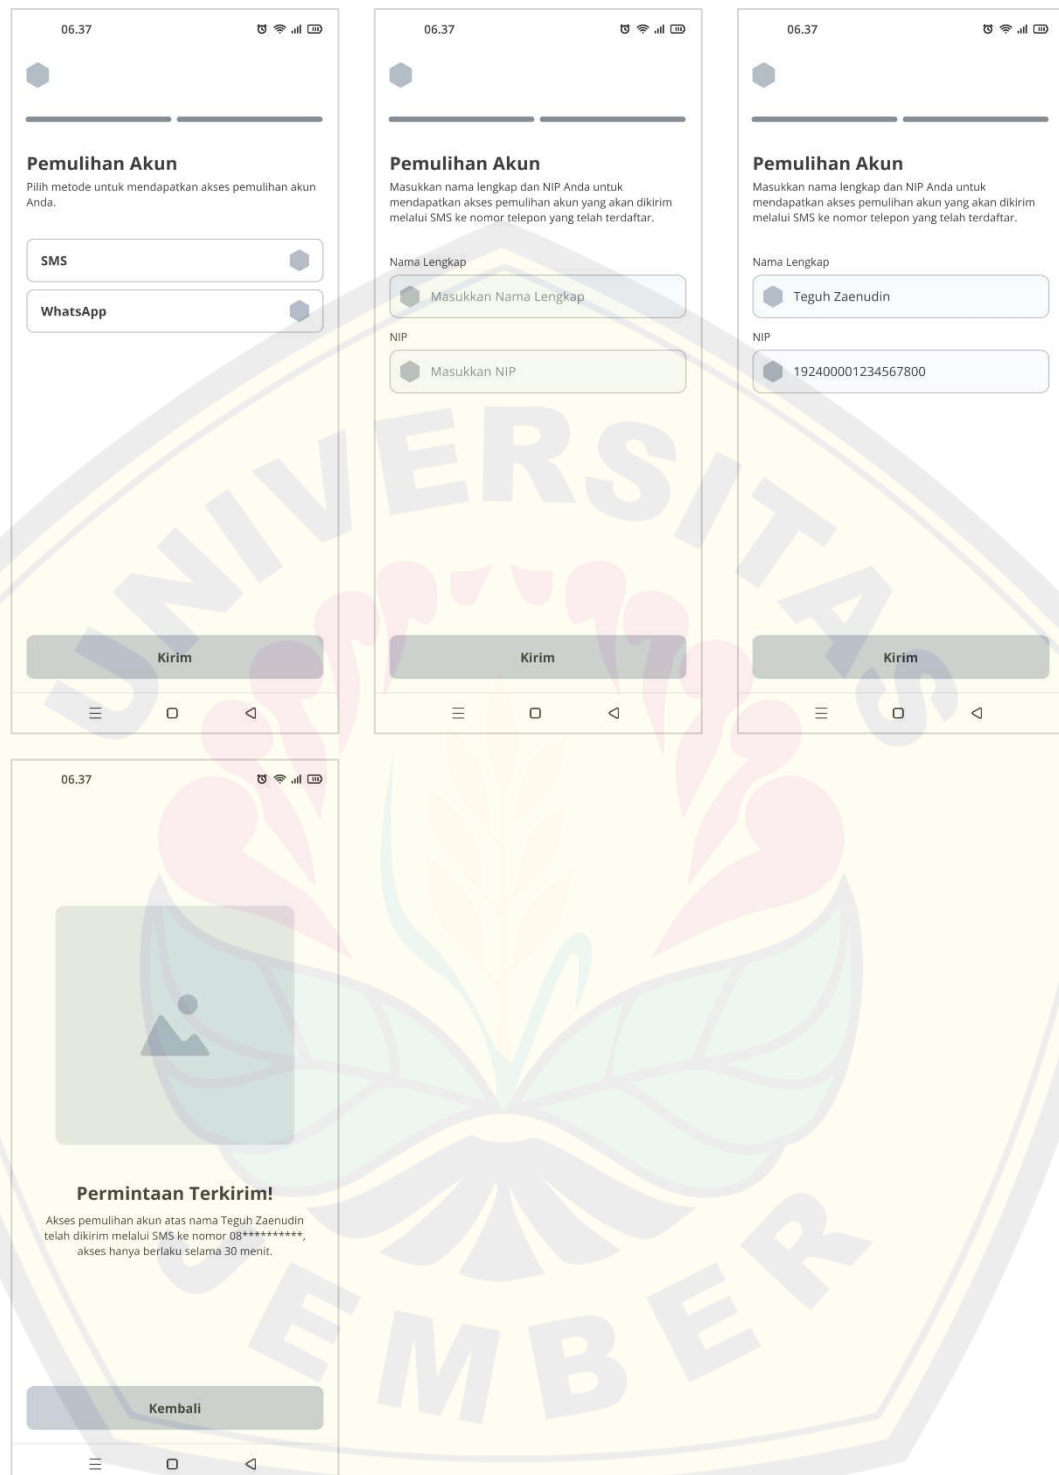 06.37
Pemulihan Akun
Pilih metode untuk mendapatkan akses pemulihan akun
Anda.
SMS
WhatsApp
Kirim
06.37
Pemulihan Akun
Masukkan nama lengkap dan NIP Anda untuk
mendapatkan akses pemulihan akun yang akan dikirim
melalui SMS ke nomor telepon yang telah terdaftar.
Nama Lengkap
Masukkan Nama Lengkap
NIP
Masukkan NIP
Kirim
06.37
Pemulihan Akun
Masukkan nama lengkap dan NIP Anda untuk
mendapatkan akses pemulihan akun yang akan dikirim
melalui SMS ke nomor telepon yang telah terdaftar.
Nama Lengkap
Teguh Zaenudin
NIP
192400001234567800
Kirim
06.37
Permintaan Terkirim!
Akses pemulihan akun atas nama Teguh Zaenudin
telah dikirim melalui SMS ke nomor 08**********,
akses hanya berlaku selama 30 menit.
Kembali
UNIVERSITAS
JEMBER